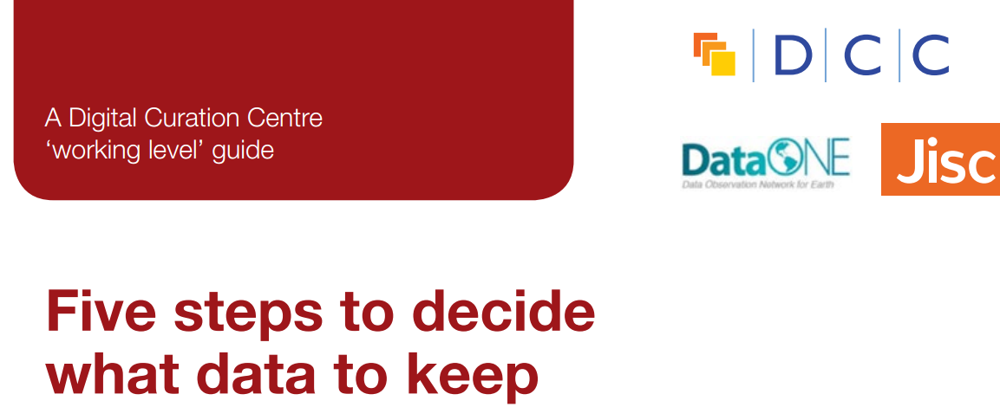 A Digital Curation Centre
‘working level’ guide
D C C
DataONE
Data Observation Network for Earth
Jisc
Five steps to decide
what data to keep